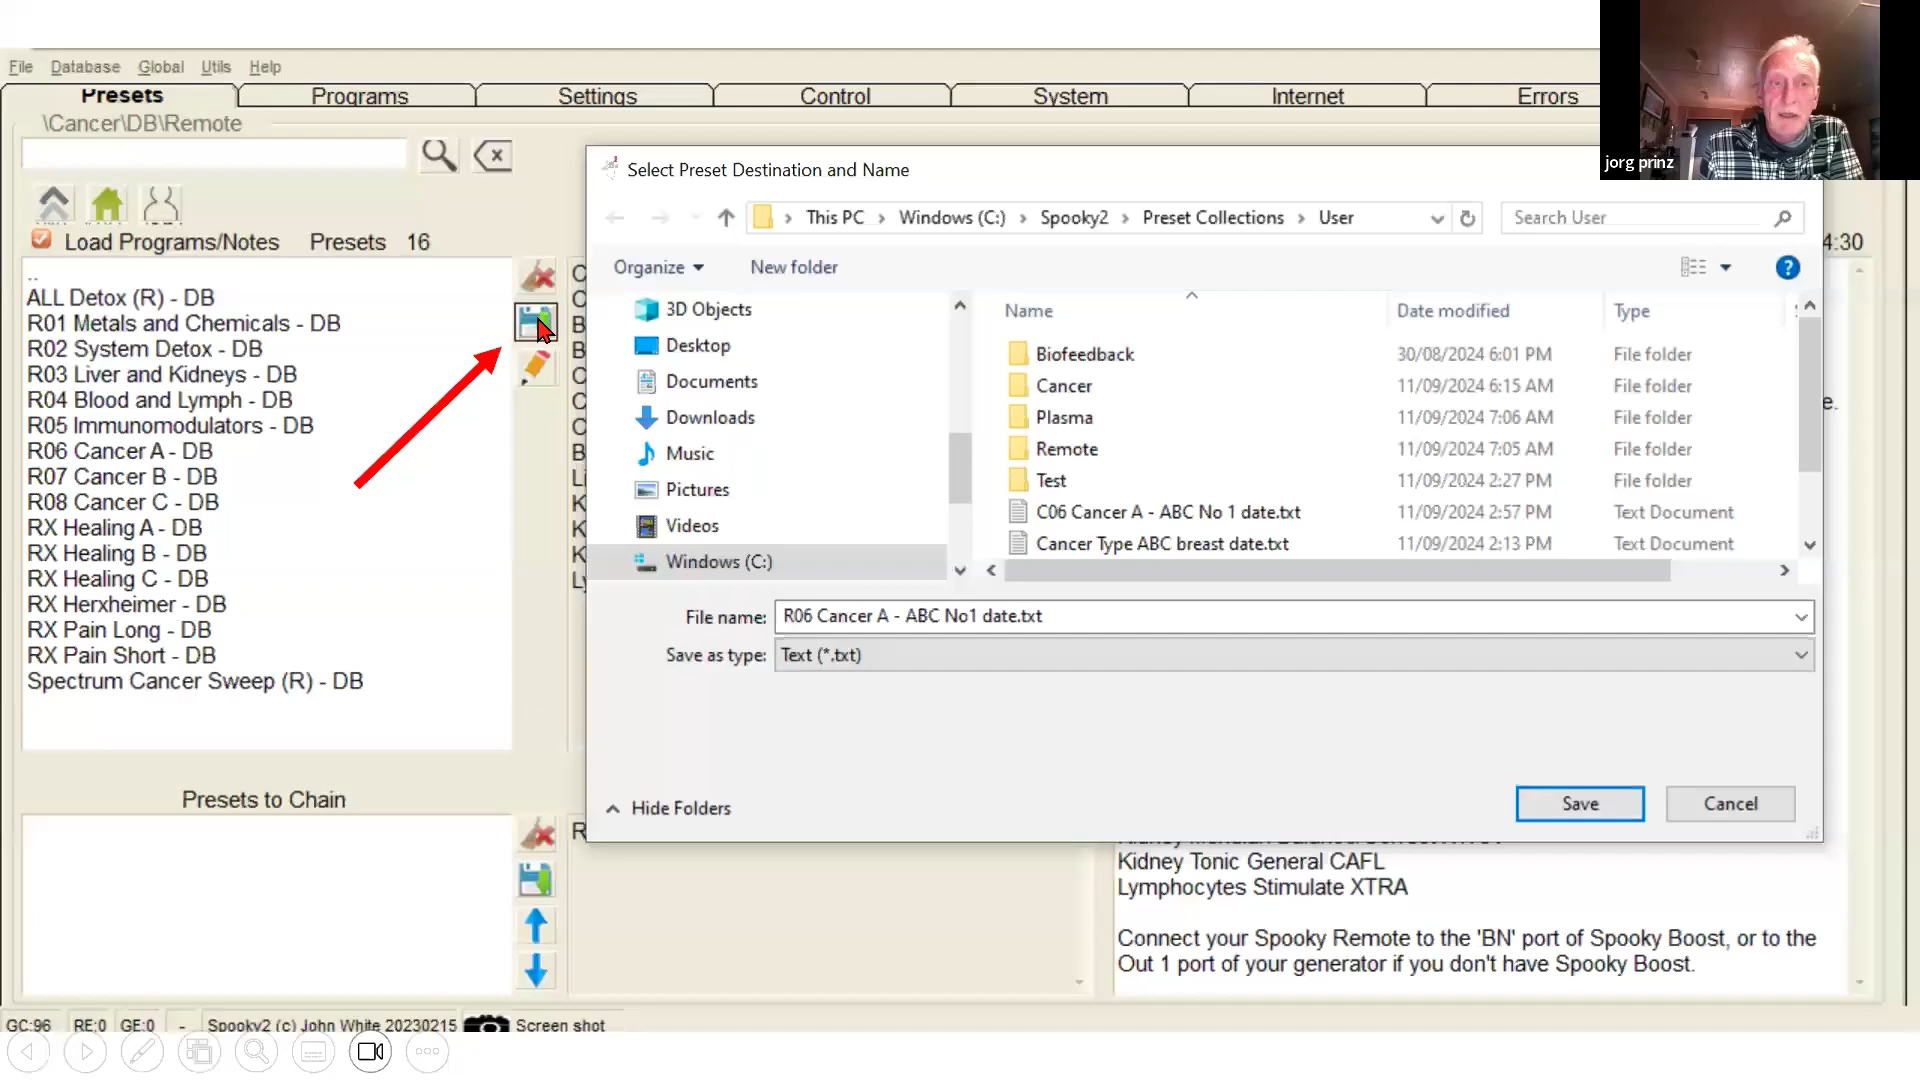 File Database Global Utils Help
Presets Programs Settings Control System Internet Errors
jorg prinz
\Cancer\DB\Remote
Load Programs/Notes Presets 16
4:30
..
ALL Detox (R) - DB
R01 Metals and Chemicals - DB
R02 System Detox - DB
R03 Liver and Kidneys - DB
R04 Blood and Lymph - DB
R05 Immunomodulators - DB
R06 Cancer A - DB
R07 Cancer B - DB
R08 Cancer C - DB
RX Healing A - DB
RX Healing B - DB
RX Healing C - DB
RX Herxheimer - DB
RX Pain Long - DB
RX Pain Short - DB
Spectrum Cancer Sweep (R) - DB
Presets to Chain
Select Preset Destination and Name
This PC > Windows (C:) > Spooky2 > Preset Collections > User
Search User
Organize New folder
3D Objects
Desktop
Documents
Downloads
Music
Pictures
Videos
Windows (C:)
Name Date modified Type
Biofeedback 30/08/2024 6:01 PM File folder
Cancer 11/09/2024 6:15 AM File folder
Plasma 11/09/2024 7:06 AM File folder
Remote 11/09/2024 7:05 AM File folder
Test 11/09/2024 2:27 PM File folder
C06 Cancer A - ABC No 1 date.txt 11/09/2024 2:57 PM Text Document
Cancer Type ABC breast date.txt 11/09/2024 2:13 PM Text Document
File name: R06 Cancer A - ABC No1 date.txt
Save as type: Text (*.txt)
Hide Folders
Save Cancel
Kidney Tonic General CAFL
Lymphocytes Stimulate XTRA
Connect your Spooky Remote to the 'BN' port of Spooky Boost, or to the
Out 1 port of your generator if you don't have Spooky Boost.
GC:96 RE:0 GE:0 - Spooky2 (c) John White 20230215 Screen shot